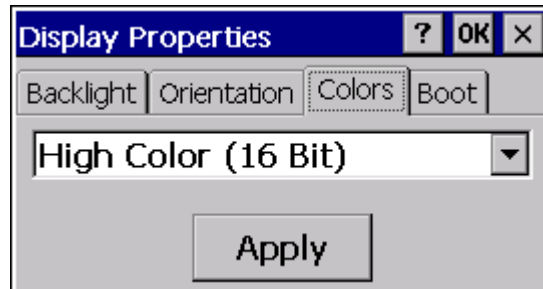 Display Properties ? OK ×
Backlight Orientation Colors Boot
High Color (16 Bit)
Apply